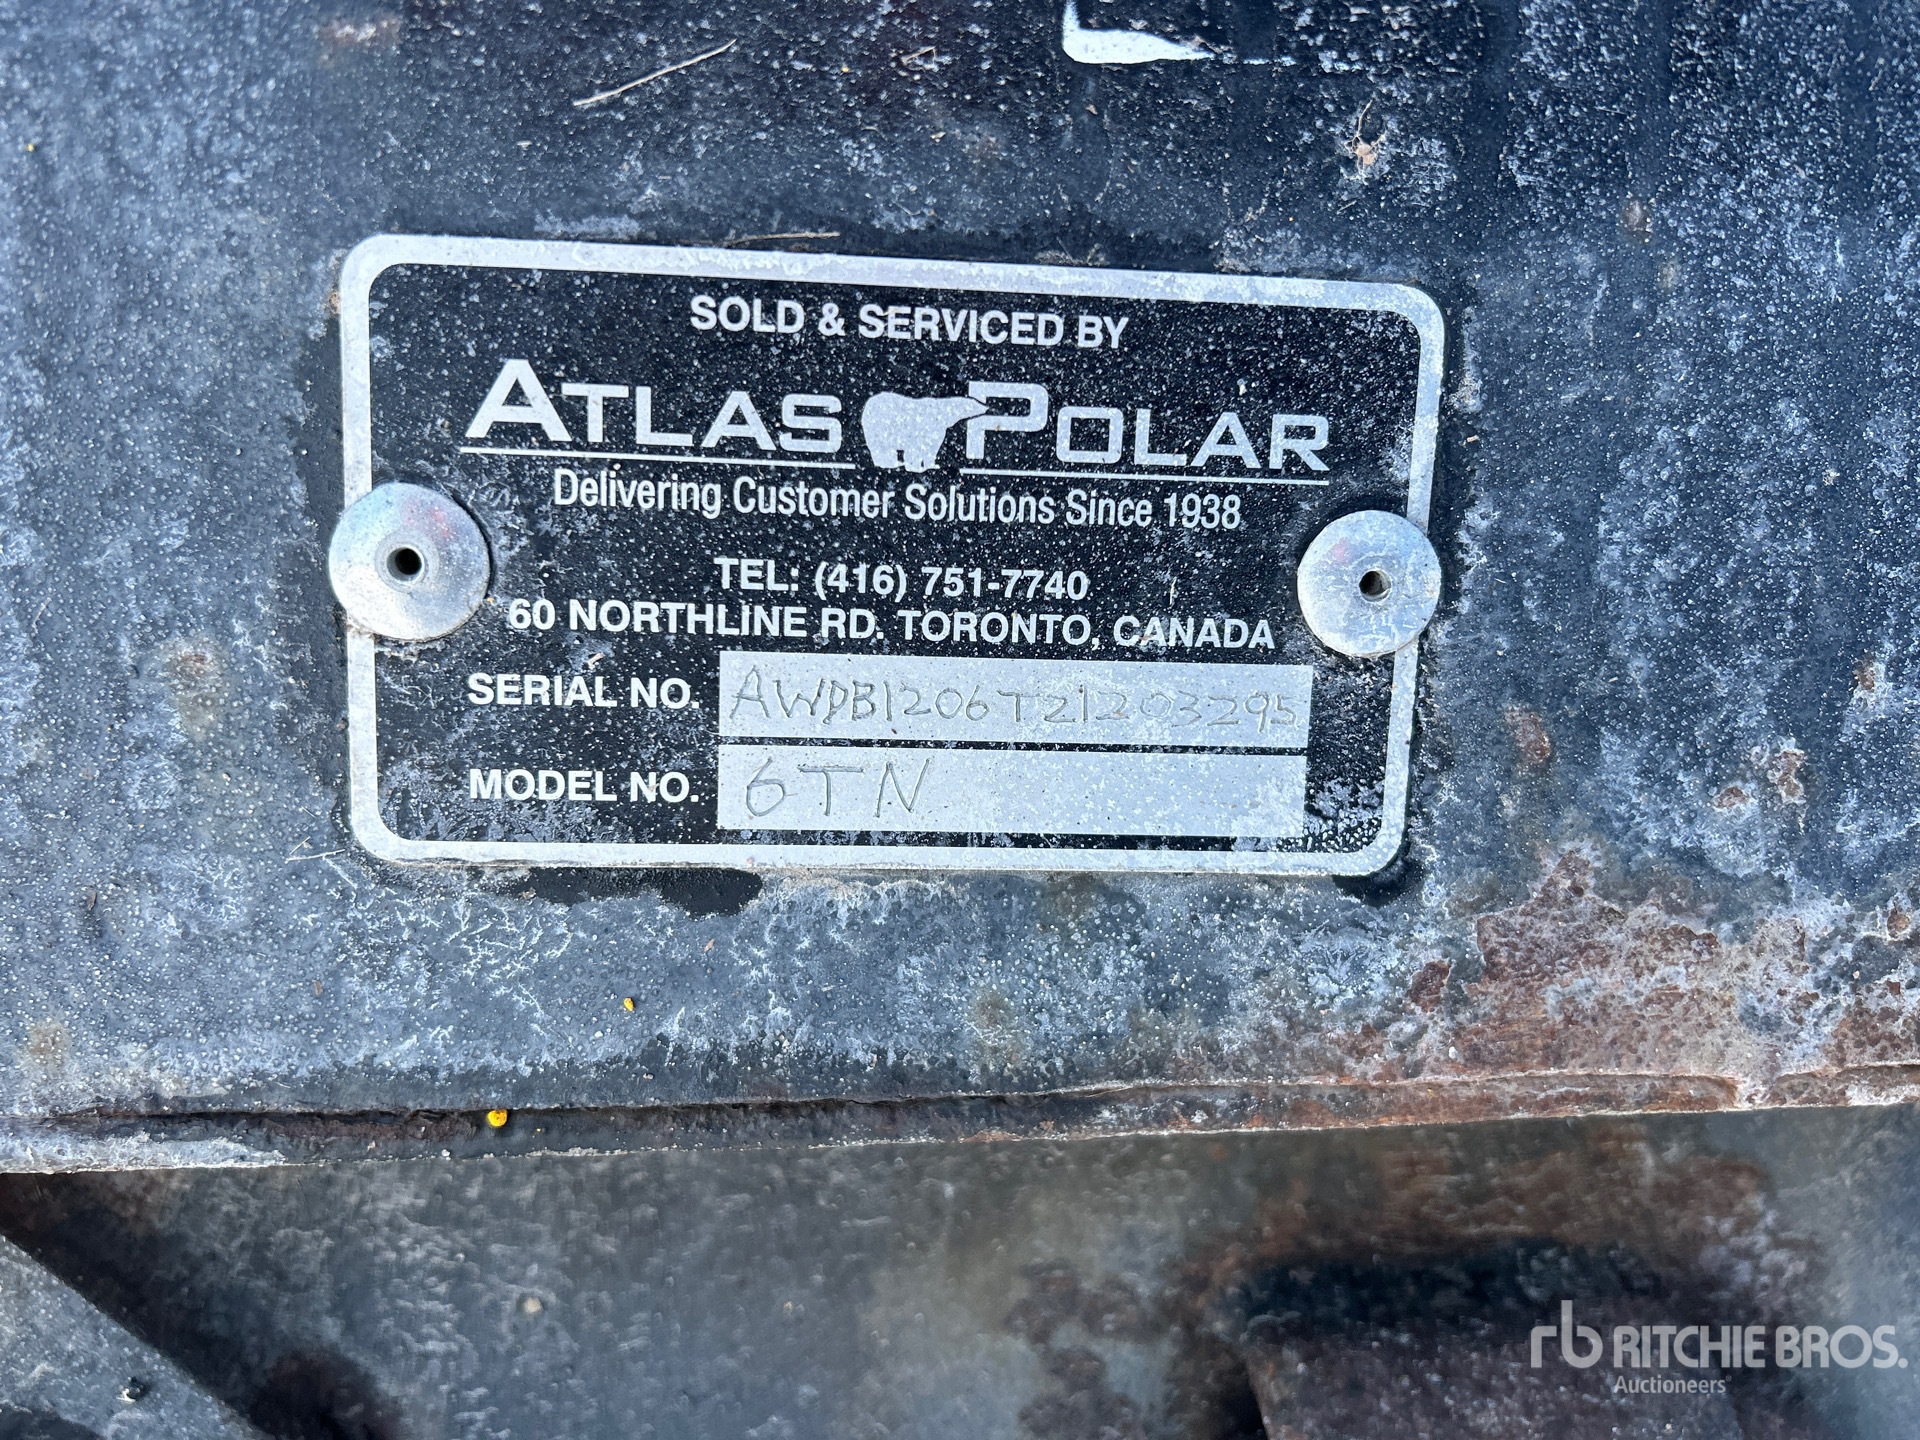 SOLD & SERVICED BY
ATLAS POLAR
Delivering Customer Solutions Since 1938
TEL: (416) 751-7740
60 NORTHLINE RD. TORONTO, CANADA
SERIAL NO. AWDB1206T21203295
MODEL NO. 6TN
rb RITCHIE BROS.
Auctioneers